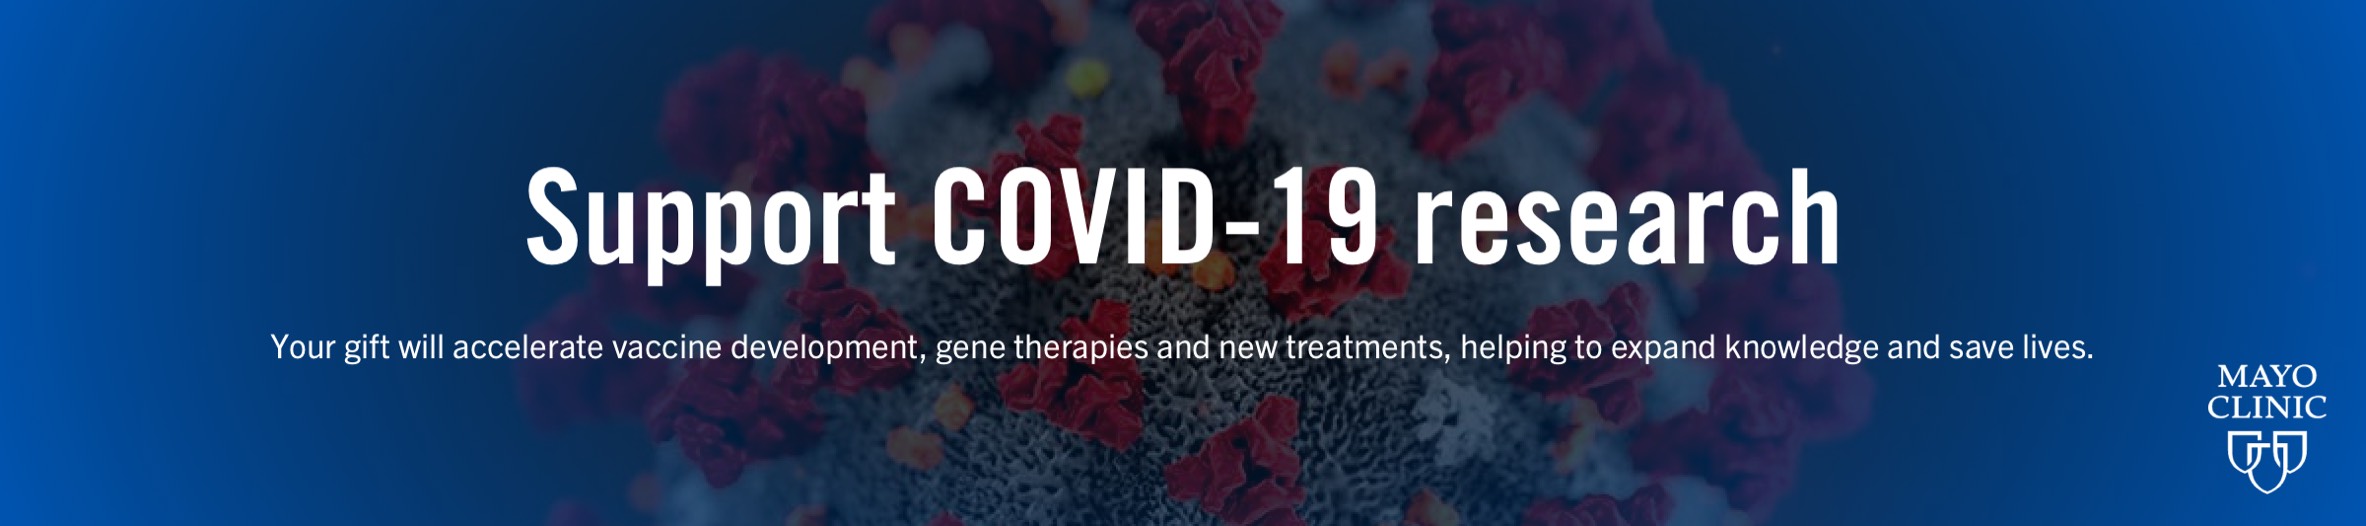 Support COVID-19 research
Your gift will accelerate vaccine development, gene therapies and new treatments, helping to expand knowledge and save lives.
MAYO
CLINIC